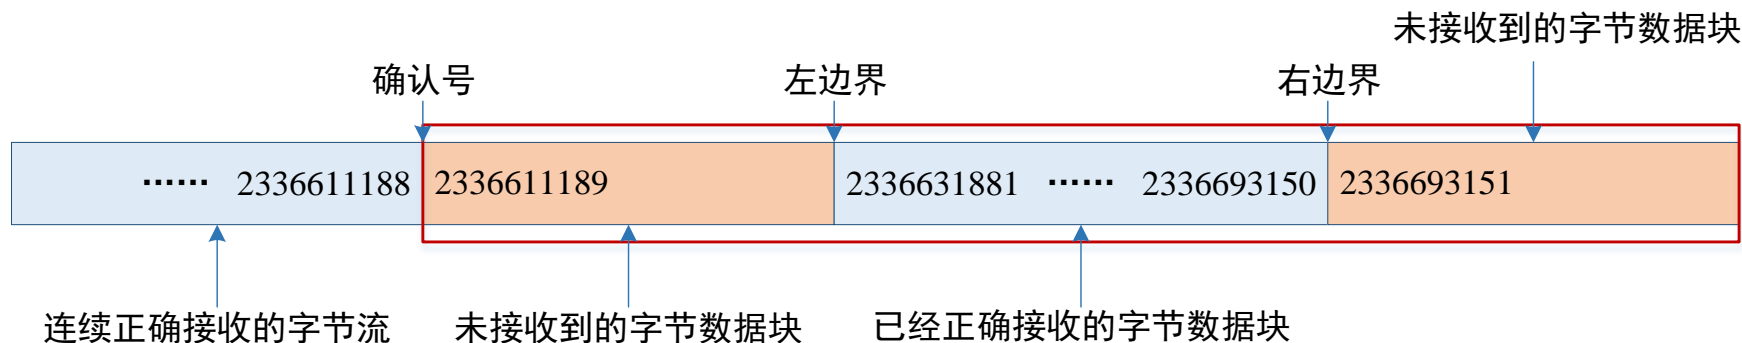 未接收到的字节数据块
确认号 左边界 右边界
…… 2336611188 2336611189 2336631881 …… 2336693150 2336693151
连续正确接收的字节流 未接收到的字节数据块 已经正确接收的字节数据块